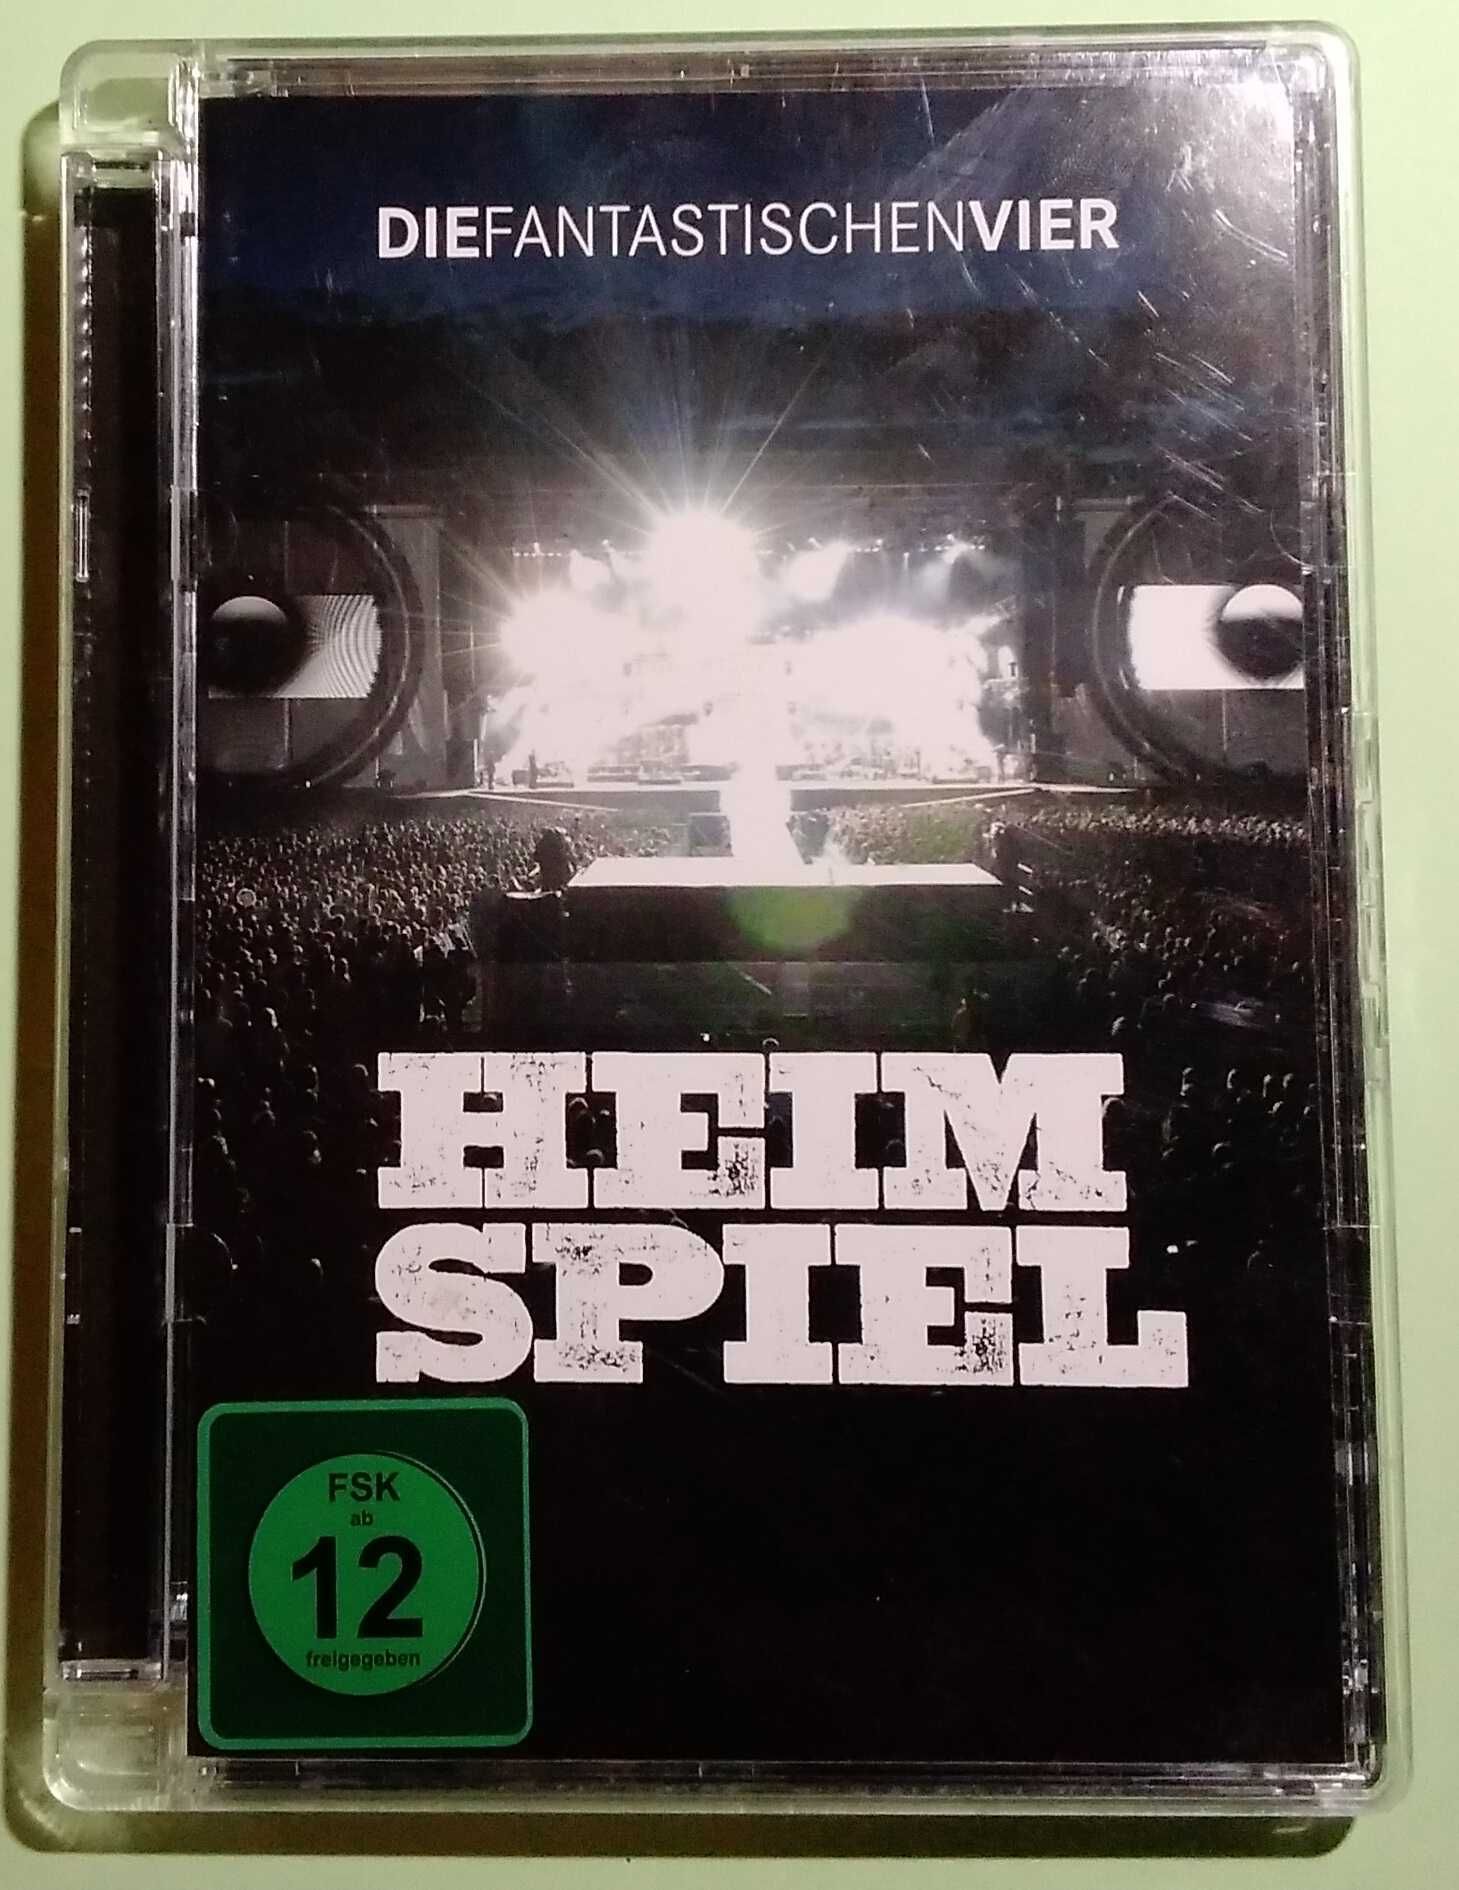 DIEFANTASTISCHENVIER
HEIM
SPIEL
FSK
ab
12
freigegeben